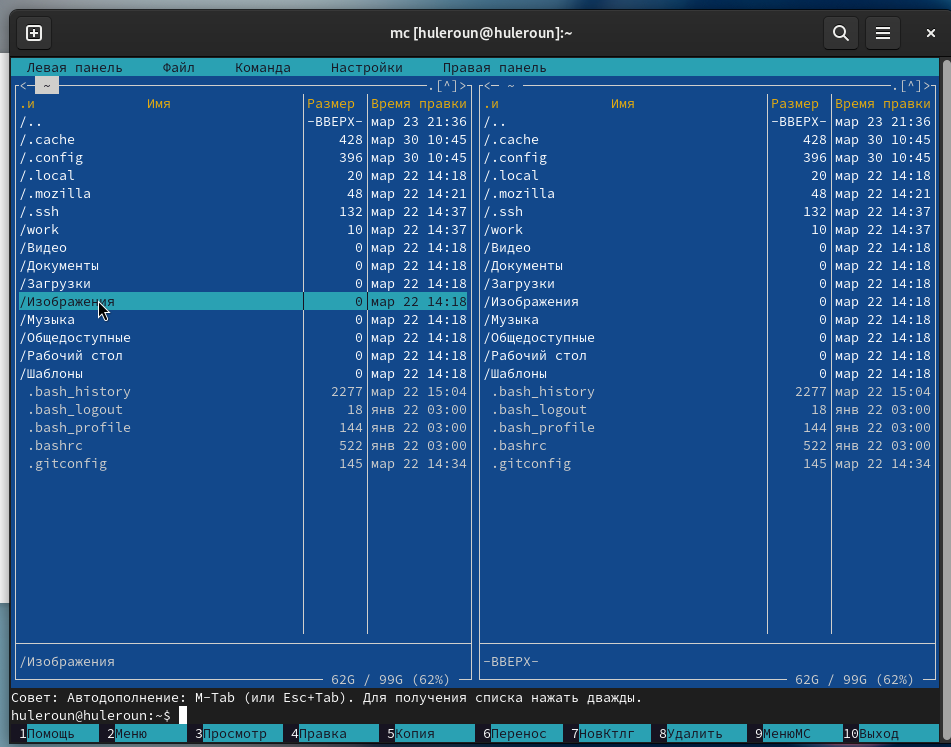 mc [huleroun@huleroun]:~
Левая панель Файл Команда Настройки Правая панель
<─ ~ .[^]> <─ ~ .[^]>
.и Имя Размер Время правки .и Имя Размер Время правки
/.. -ВВЕРХ- мар 23 21:36 /.. -ВВЕРХ- мар 23 21:36
/.cache 428 мар 30 10:45 /.cache 428 мар 30 10:45
/.config 396 мар 30 10:45 /.config 396 мар 30 10:45
/.local 20 мар 22 14:18 /.local 20 мар 22 14:18
/.mozilla 48 мар 22 14:21 /.mozilla 48 мар 22 14:21
/.ssh 132 мар 22 14:37 /.ssh 132 мар 22 14:37
/work 10 мар 22 14:37 /work 10 мар 22 14:37
/Видео 0 мар 22 14:18 /Видео 0 мар 22 14:18
/Документы 0 мар 22 14:18 /Документы 0 мар 22 14:18
/Загрузки 0 мар 22 14:18 /Загрузки 0 мар 22 14:18
/Изображения 0 мар 22 14:18 /Изображения 0 мар 22 14:18
/Музыка 0 мар 22 14:18 /Музыка 0 мар 22 14:18
/Общедоступные 0 мар 22 14:18 /Общедоступные 0 мар 22 14:18
/Рабочий стол 0 мар 22 14:18 /Рабочий стол 0 мар 22 14:18
/Шаблоны 0 мар 22 14:18 /Шаблоны 0 мар 22 14:18
.bash_history 2277 мар 22 15:04 .bash_history 2277 мар 22 15:04
.bash_logout 18 янв 22 03:00 .bash_logout 18 янв 22 03:00
.bash_profile 144 янв 22 03:00 .bash_profile 144 янв 22 03:00
.bashrc 522 янв 22 03:00 .bashrc 522 янв 22 03:00
.gitconfig 145 мар 22 14:34 .gitconfig 145 мар 22 14:34
/Изображения -ВВЕРХ-
62G / 99G (62%) 62G / 99G (62%)
Совет: Автодополнение: M-Tab (или Esc+Tab). Для получения списка нажать дважды.
huleroun@huleroun:~$
1Помощь 2Меню 3Просмотр 4Правка 5Копия 6Перенос 7НовКтлг 8Удалить 9МенюМС 10Выход